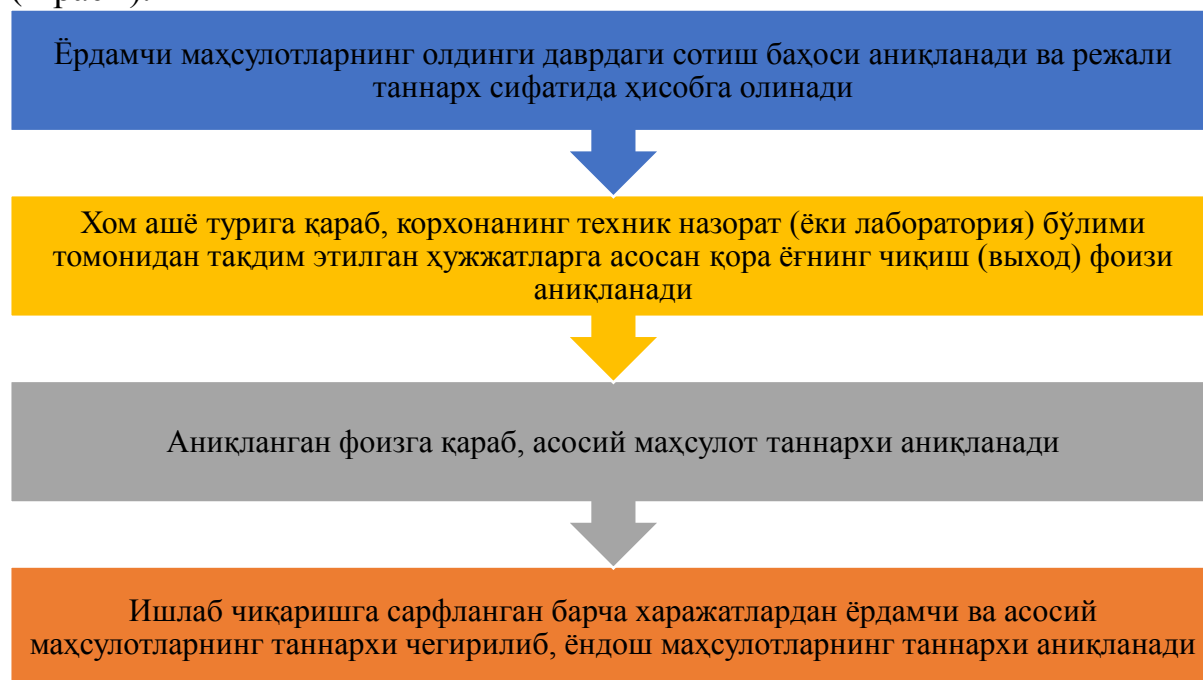 Ёрдамчи маҳсулотларнинг олдинги даврдаги сотиш баҳоси аниқланади ва режали
таннарх сифатида ҳисобга олинади
Хом ашё турига қараб, корхонанинг техник назорат (ёки лаборатория) бўлими
томонидан тақдим этилган ҳужжатларга асосан қора ёғнинг чиқиш (выход) фоизи
аниқланади
Аниқланган фоизга қараб, асосий маҳсулот таннархи аниқланади
Ишлаб чиқаришга сарфланган барча харажатлардан ёрдамчи ва асосий
маҳсулотларнинг таннархи чегирилиб, ёндош маҳсулотларнинг таннархи аниқланади